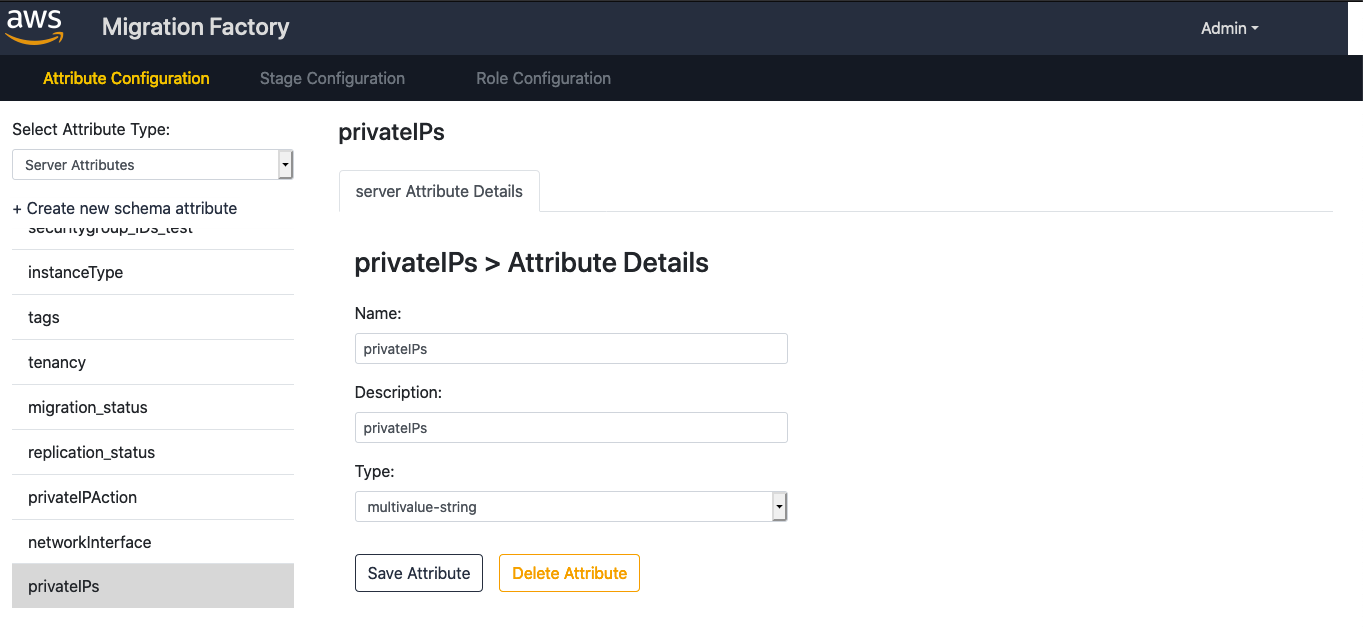 aws
Migration Factory
Admin
Attribute Configuration
Stage Configuration
Role Configuration
Select Attribute Type:
Server Attributes
+ Create new schema attribute
securitygroup_IDs_test
instanceType
tags
tenancy
migration_status
replication_status
privateIPAction
networkInterface
privateIPs
privateIPs
server Attribute Details
privateIPs > Attribute Details
Name:
privateIPs
Description:
privateIPs
Type:
multivalue-string
Save Attribute
Delete Attribute